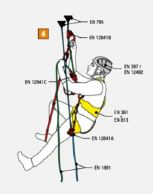 4
EN 795
EN 12841B
EN 397 /
EN 12492
EN 12841C
EN 361
EN 813
EN 12841A
EN 1891